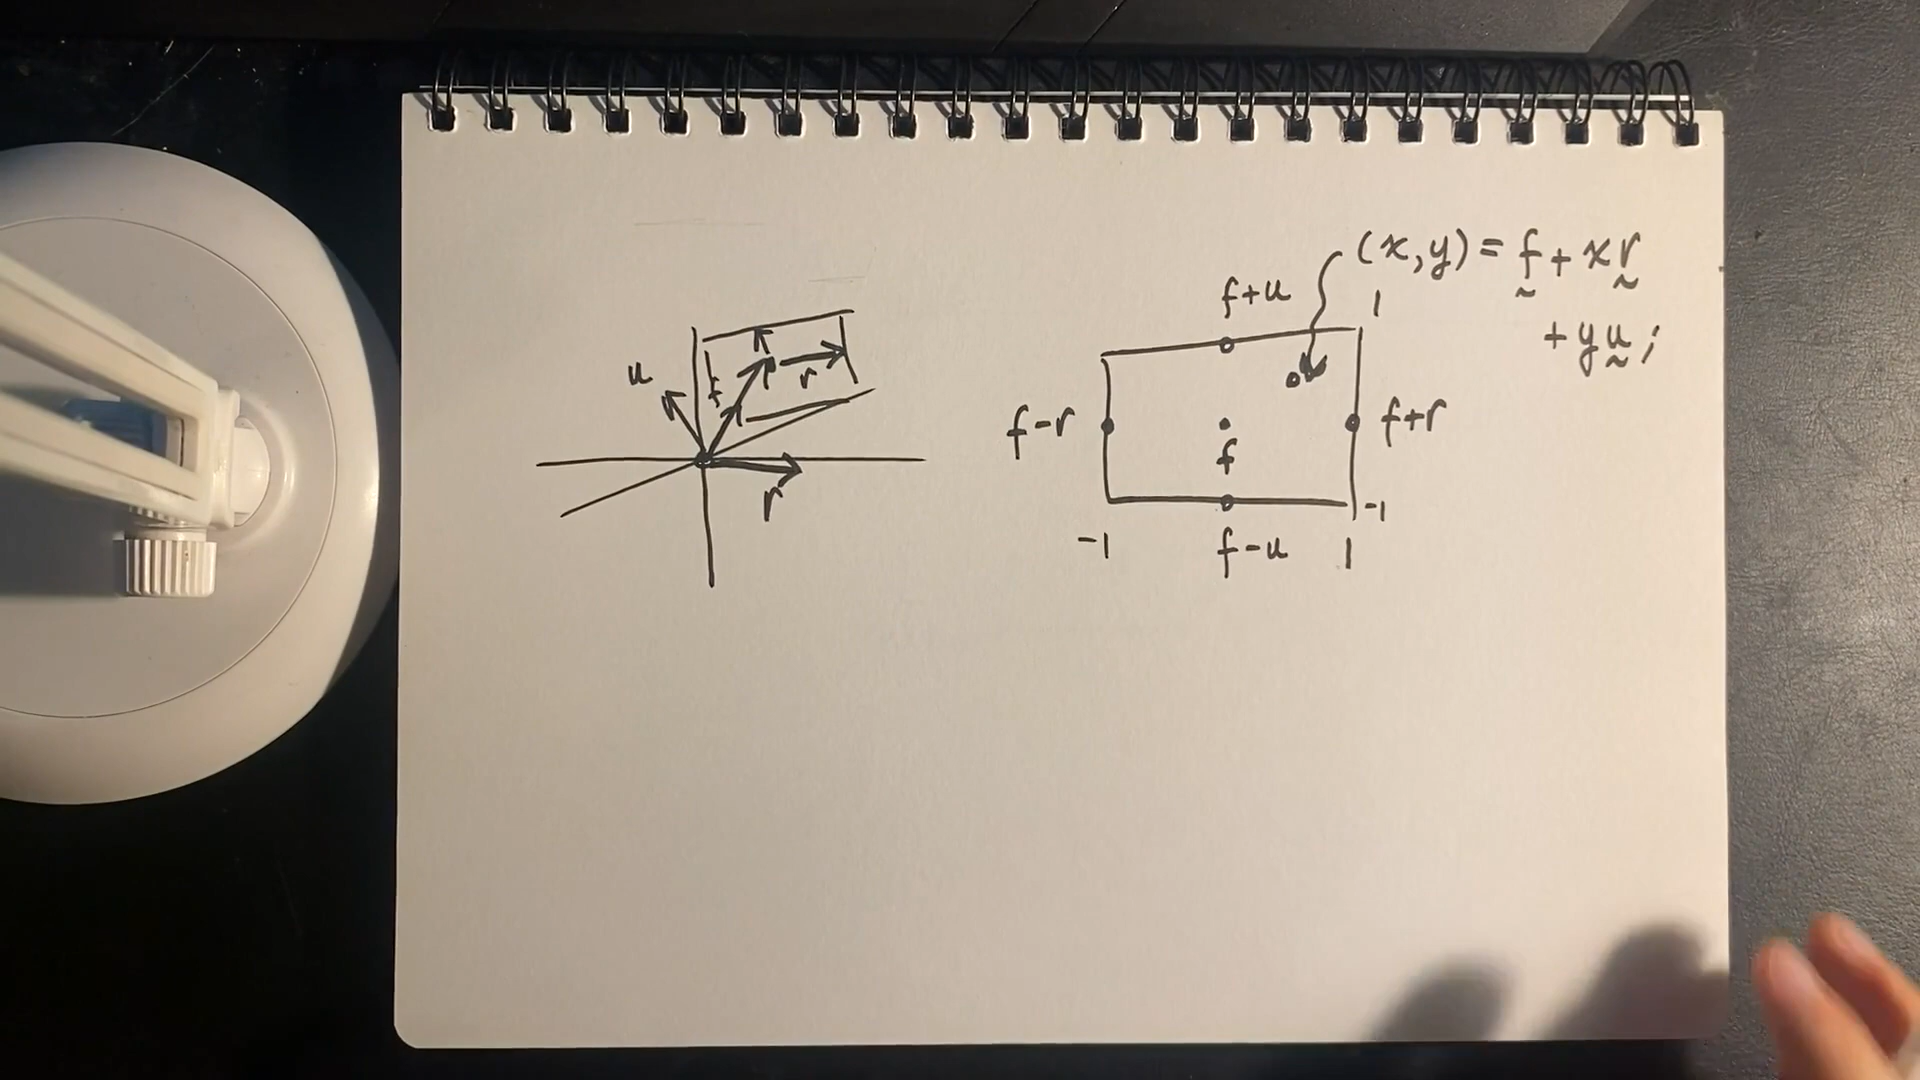 (x,y) = f + x r
f+u
1
+ y u ;
u
f
r
f-r
f+r
f
r
-1
-1
f-u
1